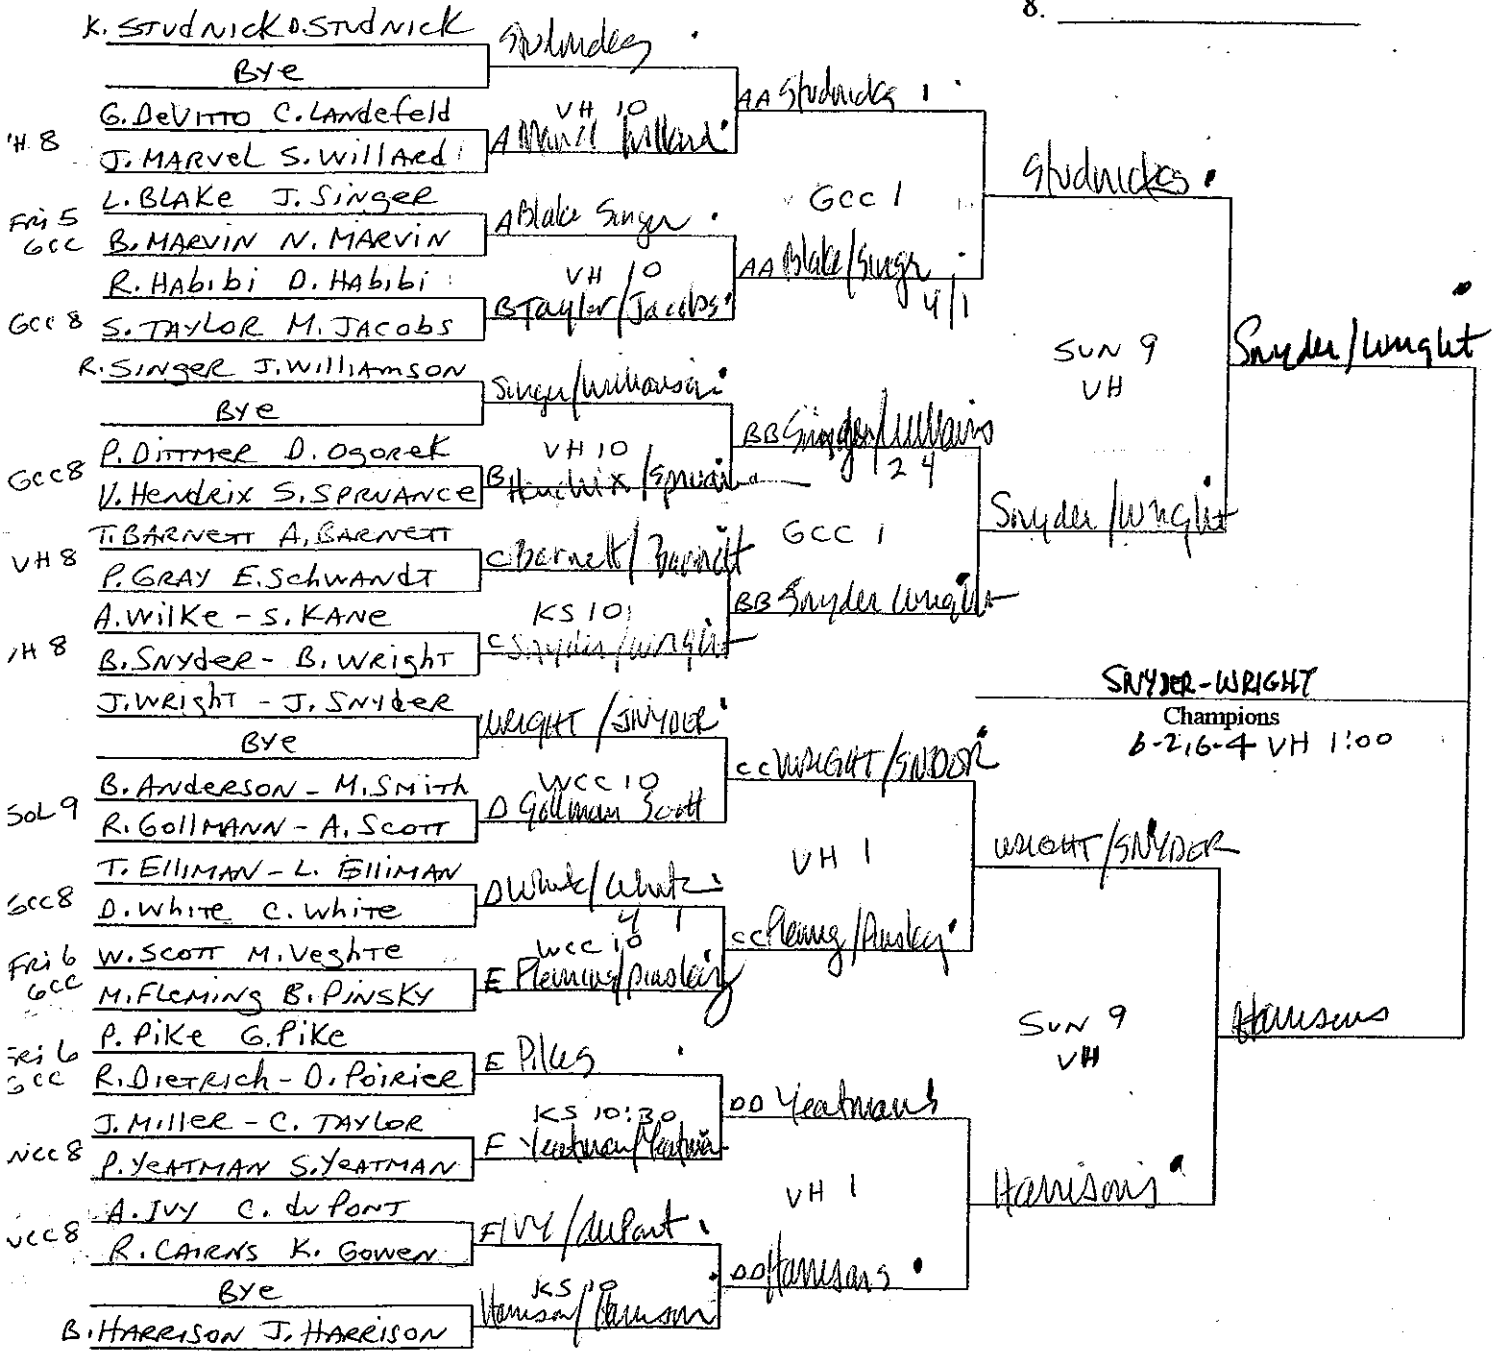 8.
K. STUDNICK D. STUDNICK
Bye
G. DeVITTO C. LANDefeld
'H 8
J. MARVeL S. WillARd
L. BLAKe J. SiNgeR
Fri 5 GCC
B. MARViN N. MARViN
R. HAbibi D. HAbibi
GCC 8
S. TAYLOR M. JACobs
R. SiNgeR J. WilliAMSON
Bye
P. DiTTMeR D. OgoReK
GCC 8
V. HeNdRix S. SPRUANCe
T. BARNeTT A. BARNeTT
VH 8
P. GRAY E. SchwANdT
A. WilKe - S. KANe
H 8
B. SNYdeR - B. WRighT
J. WRighT - J. SNYdeR
Bye
B. ANdeRSON - M. SMiTh
SOL 9
R. GOllMANN - A. SCOTT
T. ElliMAN - L. ElliMAN
GCC 8
D. WhiTe C. WhiTe
Fri 6 GCC
W. SCOTT M. VeghTe
M. FLeMiNg B. PiNSKY
P. PiKe G. PiKe
Fri 6 GCC
R. DieTRich - D. PoiRieR
J. MilleR - C. TAYLOR
WCC 8
P. YeATMAN S. YeATMAN
A. IVY C. du PONT
WCC 8
R. CAiRNS K. GoweN
Bye
B. HARRiSON J. HARRiSON
VH 10
A Marvel Willard
A Blake Singer
VH 10
B Taylor/Jacobs
VH 10
B Hendrix/
C Barnett/Barnett
KS 10
C Snyder/Wright
WRIGHT/SNYDER
WCC 10
D Gollman Scott
D White/White
4 1
WCC 10
E Fleming/Pinsky
E Pikes
KS 10:30
F Yeatman/Yeatman
F IVY/duPont
KS 10
Harrison/Harrison
AA Studnicks
GCC 1
AA Blake/Singer
4/1
BB Singer/
2 4
GCC 1
BB Snyder Wright
CC WRIGHT/SNYDER
VH 1
CC Fleming/Pinsky
DD Yeatmans
VH 1
DD Harrisons
Studnicks
SUN 9
VH
Snyder/Wright
WRIGHT/SNYDER
SUN 9
VH
Harrisons
Snyder/Wright
Harrisons
SNYDER-WRIGHT
Champions
6-2, 6-4 VH 1:00